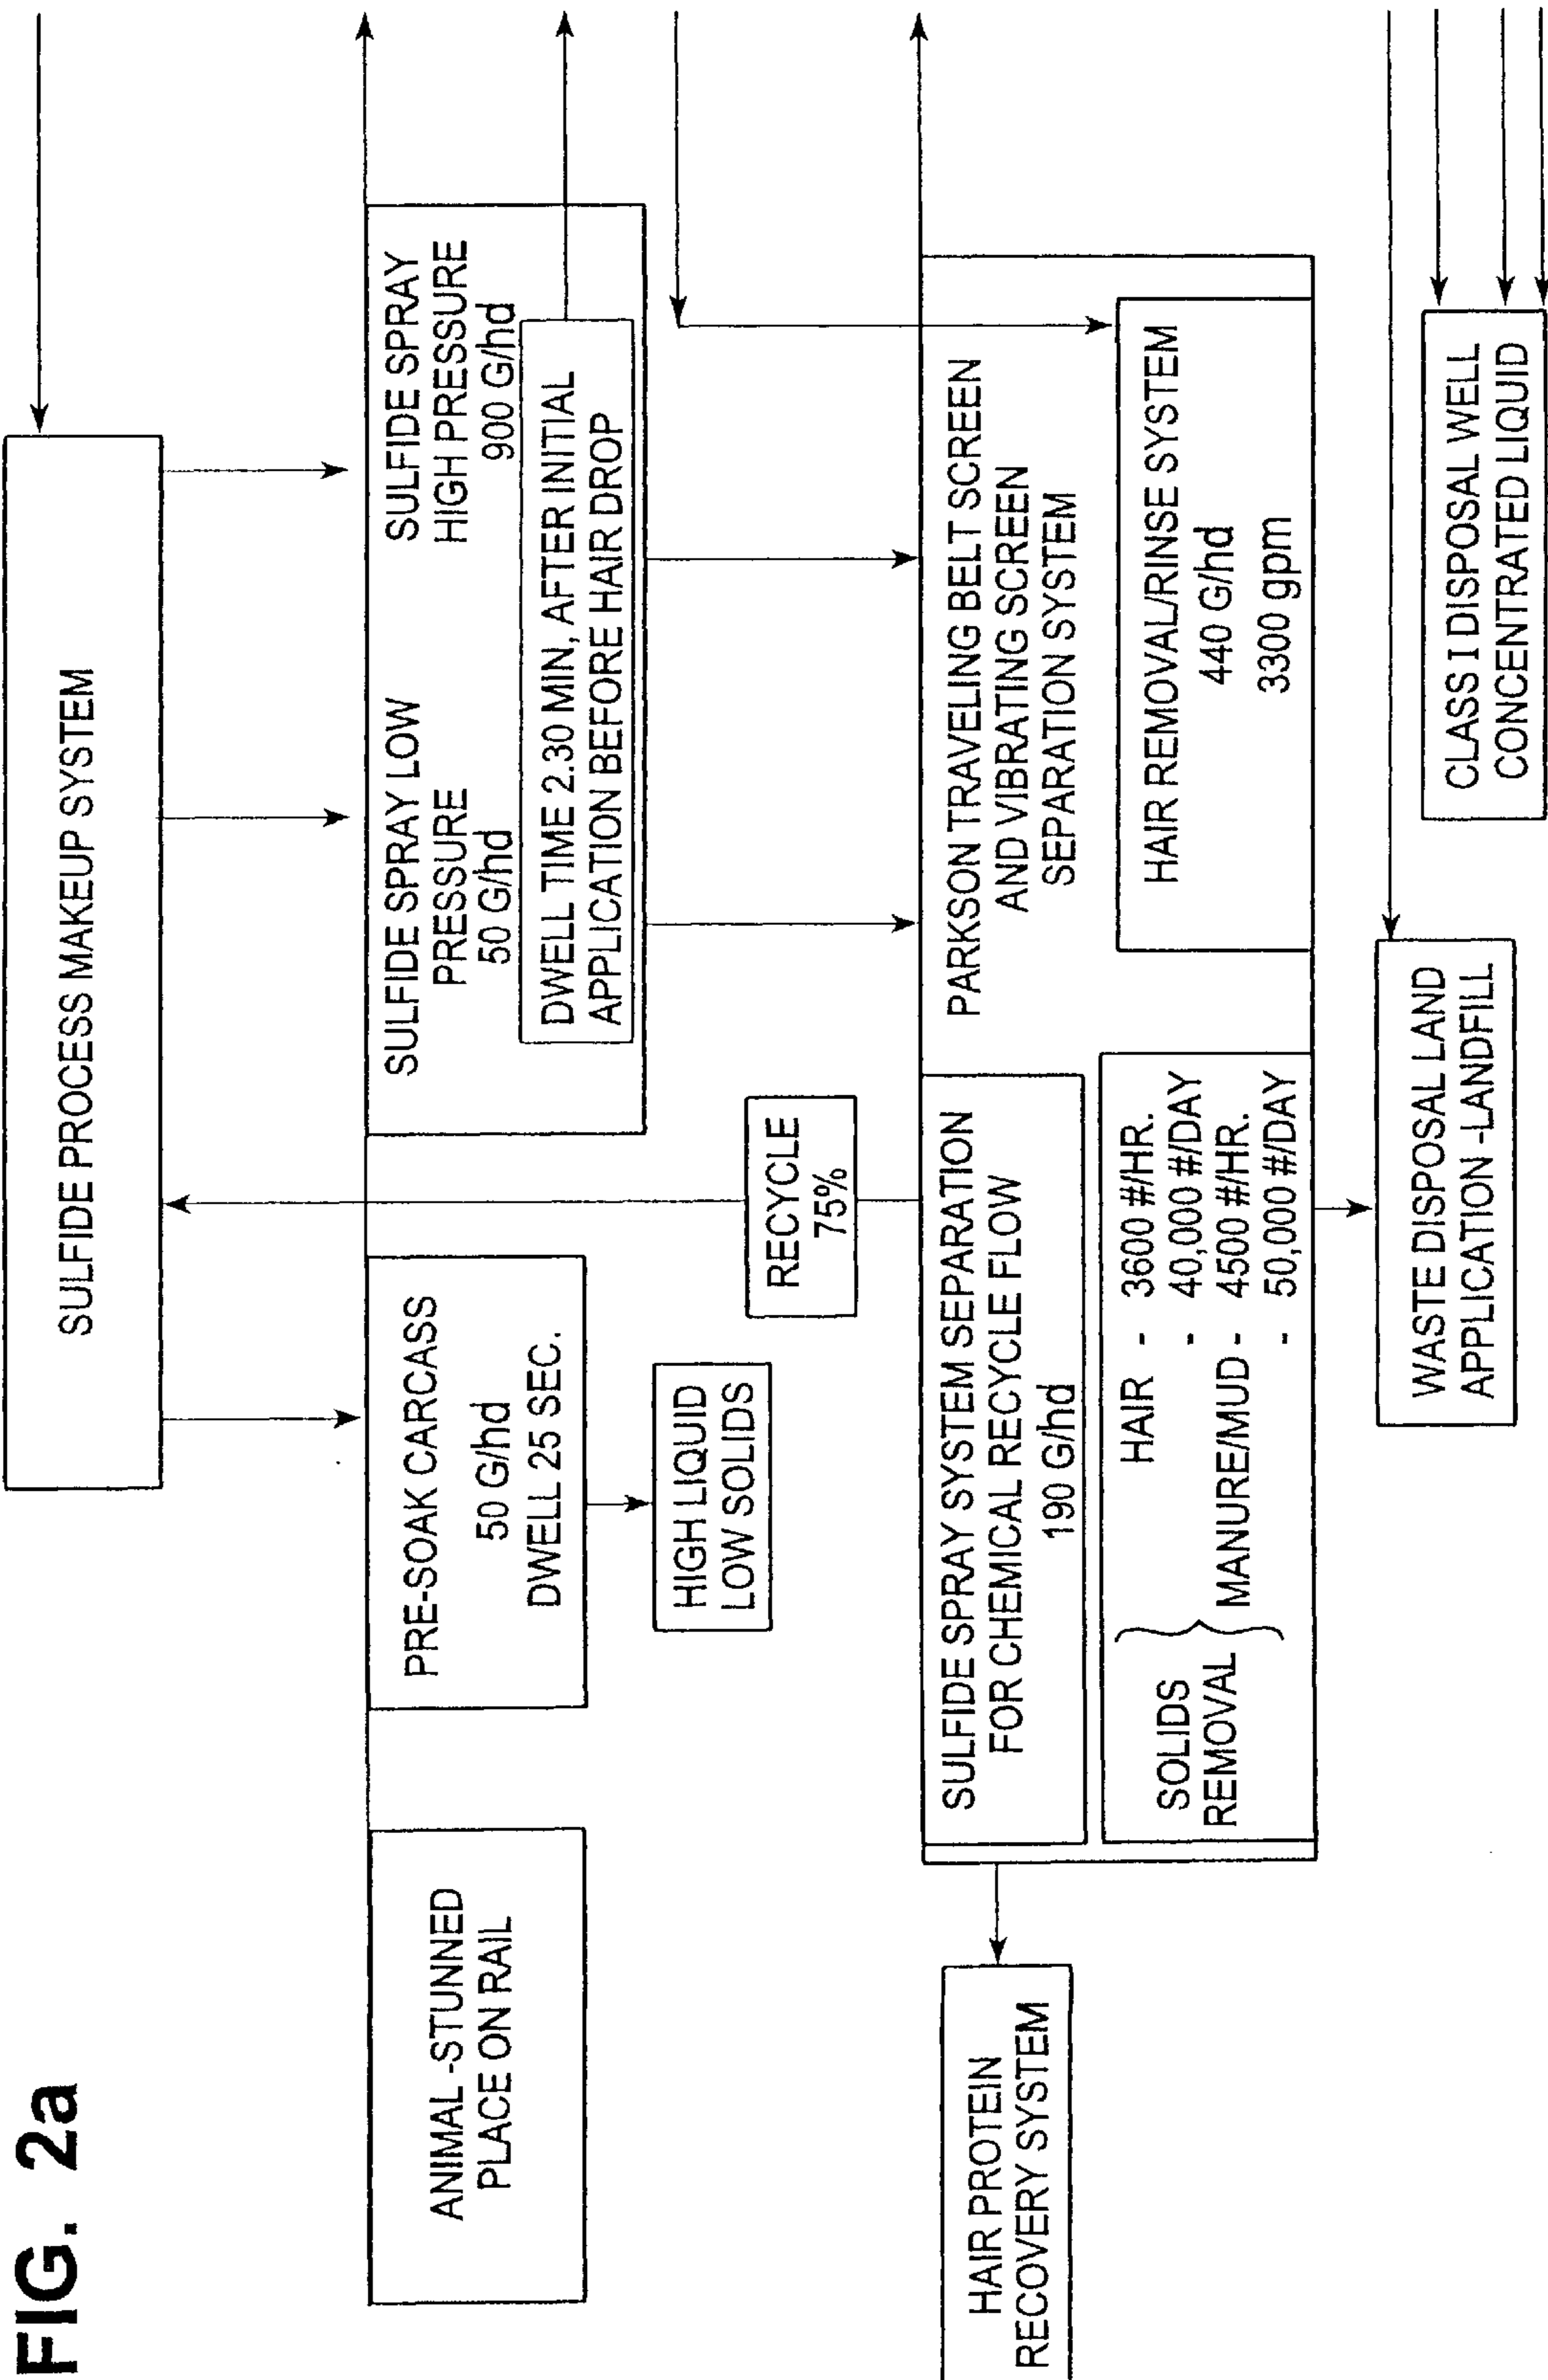 FIG. 2a
SULFIDE PROCESS MAKEUP SYSTEM
ANIMAL -STUNNED
PLACE ON RAIL
PRE-SOAK CARCASS
50 G/hd
DWELL 25 SEC.
HIGH LIQUID
LOW SOLIDS
SULFIDE SPRAY LOW
PRESSURE
50 G/hd
SULFIDE SPRAY
HIGH PRESSURE
900 G/hd
DWELL TIME 2.30 MIN, AFTER INITIAL
APPLICATION BEFORE HAIR DROP
RECYCLE
75%
HAIR PROTEIN
RECOVERY SYSTEM
SULFIDE SPRAY SYSTEM SEPARATION
FOR CHEMICAL RECYCLE FLOW
190 G/hd
SOLIDS
REMOVAL
HAIR - 3600 #/HR.
- 40,000 #/DAY
MANURE/MUD - 4500 #/HR.
- 50,000 #/DAY
PARKSON TRAVELING BELT SCREEN
AND VIBRATING SCREEN
SEPARATION SYSTEM
HAIR REMOVAL/RINSE SYSTEM
440 G/hd
3300 gpm
WASTE DISPOSAL LAND
APPLICATION -LANDFILL
CLASS I DISPOSAL WELL
CONCENTRATED LIQUID